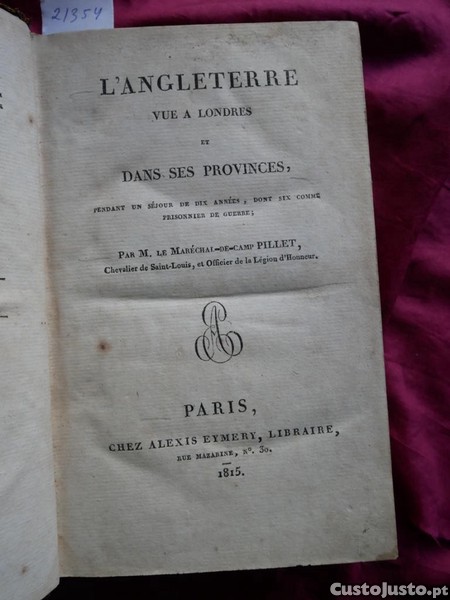 21354
L'ANGLETERRE
VUE A LONDRES
ET
DANS SES PROVINCES,
PENDANT UN SÉJOUR DE DIX ANNÉES, DONT SIX COMME
PRISONNIER DE GUERRE;
PAR M. LE MARÉCHAL-DE-CAMP PILLET,
Chevalier de Saint-Louis, et Officier de la Légion d'Honneur.
PARIS,
CHEZ ALEXIS EYMERY, LIBRAIRE,
RUE MAZARINE, N°. 30.
1815.
CustoJusto.pt